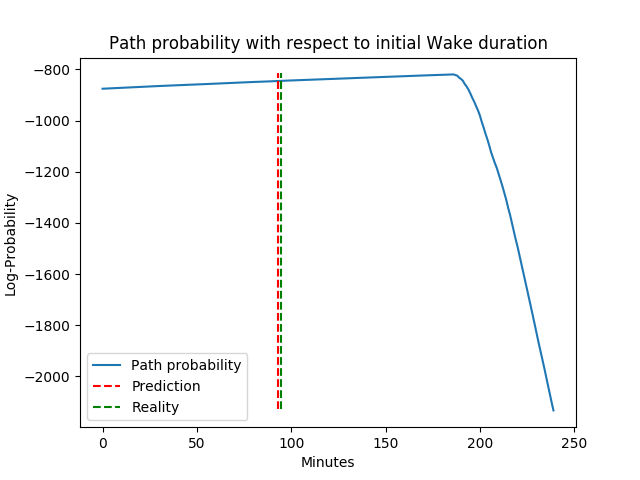 Path probability with respect to initial Wake duration
−800
−1000
−1200
−1400
−1600
−1800
−2000
Log-Probability
Path probability
Prediction
Reality
0 50 100 150 200 250
Minutes